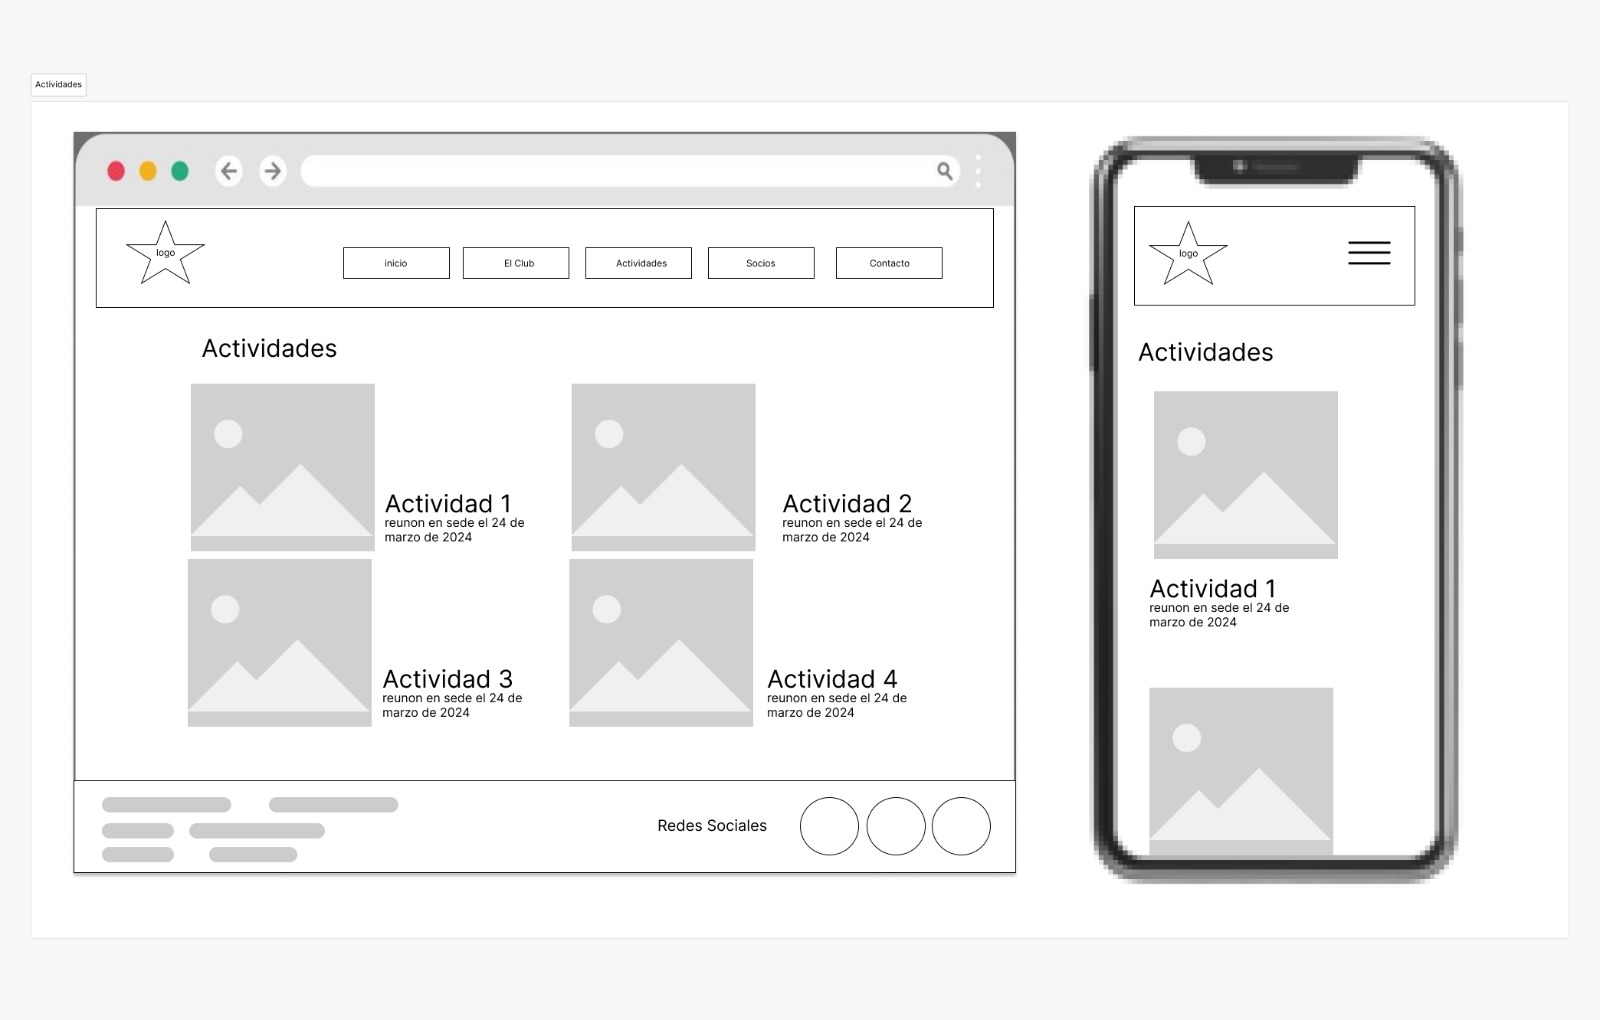 Actividades
logo
inicio
El Club
Actividades
Socios
Contacto
Actividades
Actividad 1
reunon en sede el 24 de
marzo de 2024
Actividad 2
reunon en sede el 24 de
marzo de 2024
Actividad 3
reunon en sede el 24 de
marzo de 2024
Actividad 4
reunon en sede el 24 de
marzo de 2024
Redes Sociales
logo
Actividades
Actividad 1
reunon en sede el 24 de
marzo de 2024